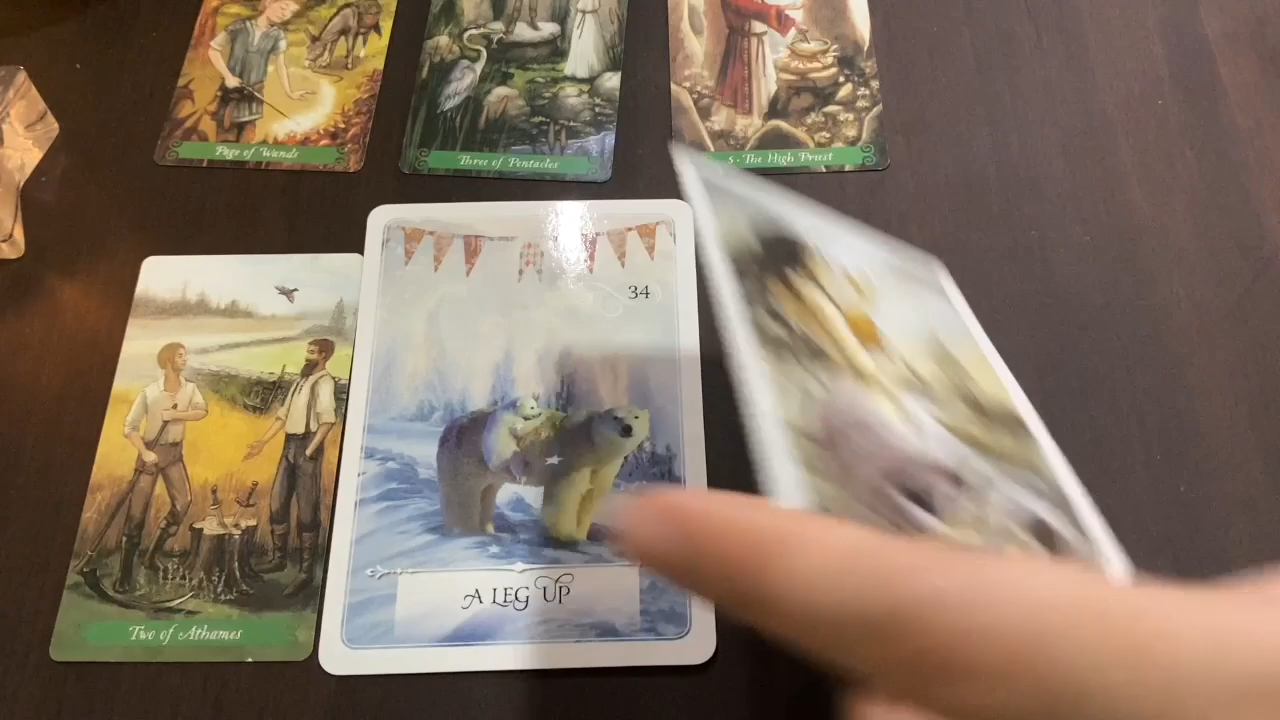 Page of Wands
Three of Pentacles
5 · The High Priest
34
A LEG UP
Two of Athames